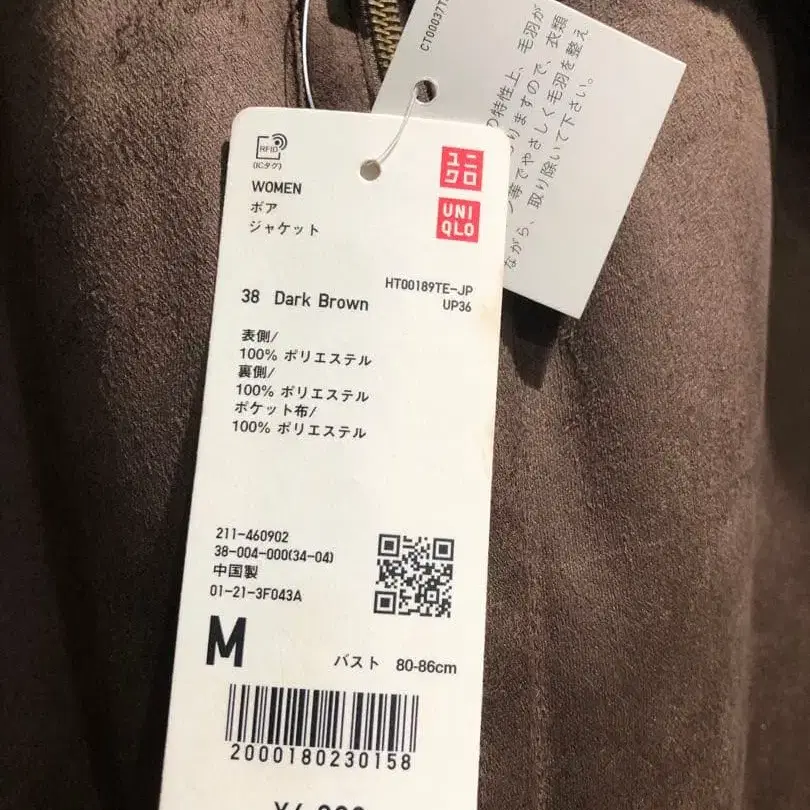 RFID
(ICタグ)
ユニ
クロ
UNI
QLO
WOMEN
ボア
ジャケット
HT00189TE-JP
UP36
38 Dark Brown
表側/
100% ポリエステル
裏側/
100% ポリエステル
ポケット布/
100% ポリエステル
211-460902
38-004-000(34-04)
中国製
01-21-3F043A
M
バスト 80-86cm
2000180230158
CT00037T
の特性上、毛羽が
りますので、衣類
等でやさしく毛羽を整え
ながら、取り除いて下さい。